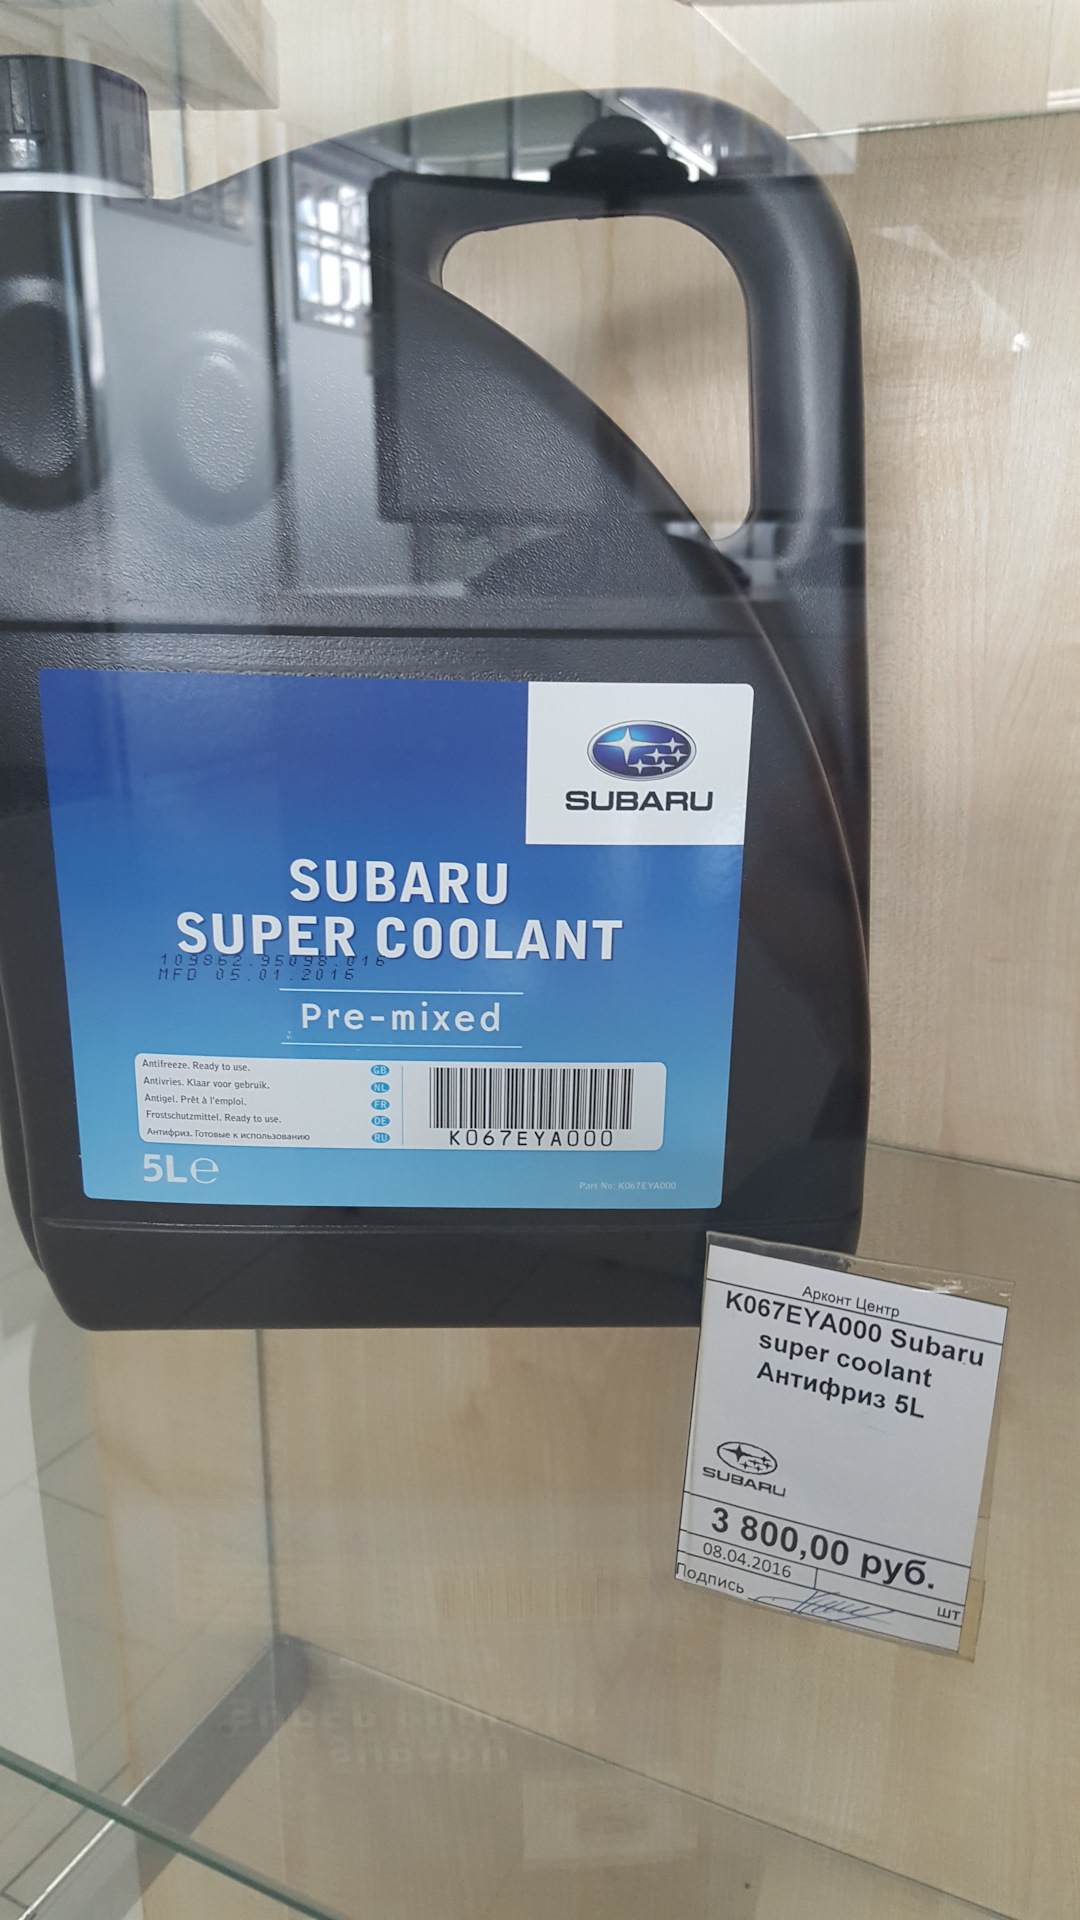 SUBARU
SUBARU
SUPER COOLANT
109862.95098.016
MFD 05.01.2016
Pre-mixed
Antifreeze. Ready to use. GB
Antivries. Klaar voor gebruik. NL
Antigel. Prêt à l'emploi. FR
Frostschutzmittel. Ready to use. DE
Антифриз. Готовые к использованию RU
K067EYA000
5L℮
Part No: K067EYA000
Арконт Центр
K067EYA000 Subaru
super coolant
Антифриз 5L
SUBARU
3 800,00 руб.
08.04.2016
Подпись
шт